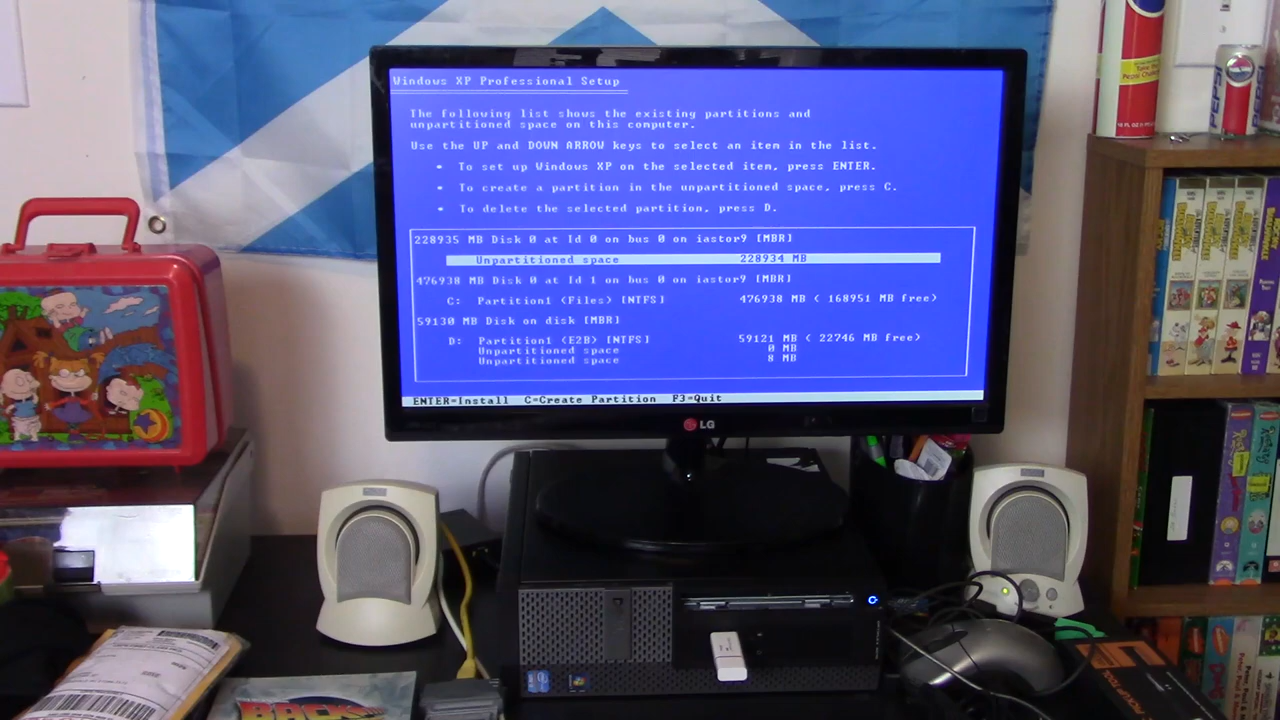 Windows XP Professional Setup
The following list shows the existing partitions and
unpartitioned space on this computer.
Use the UP and DOWN ARROW keys to select an item in the list.
• To set up Windows XP on the selected item, press ENTER.
• To create a partition in the unpartitioned space, press C.
• To delete the selected partition, press D.
228935 MB Disk 0 at Id 0 on bus 0 on iastor9 [MBR]
Unpartitioned space 228934 MB
476938 MB Disk 0 at Id 1 on bus 0 on iastor9 [MBR]
C: Partition1 (Files) [NTFS] 476938 MB ( 168951 MB free)
59130 MB Disk on disk [MBR]
D: Partition1 (E2B) [NTFS] 59121 MB ( 22746 MB free)
Unpartitioned space 0 MB
Unpartitioned space 8 MB
ENTER=Install C=Create Partition F3=Quit
LG
PEPSI
PEPSI
BACK